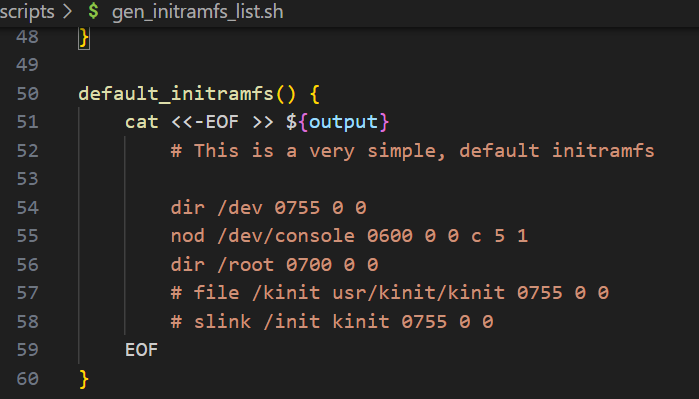 scripts > $ gen_initramfs_list.sh
48 }
49
50 default_initramfs() {
51 cat <<-EOF >> ${output}
52 # This is a very simple, default initramfs
53
54 dir /dev 0755 0 0
55 nod /dev/console 0600 0 0 c 5 1
56 dir /root 0700 0 0
57 # file /kinit usr/kinit/kinit 0755 0 0
58 # slink /init kinit 0755 0 0
59 EOF
60 }